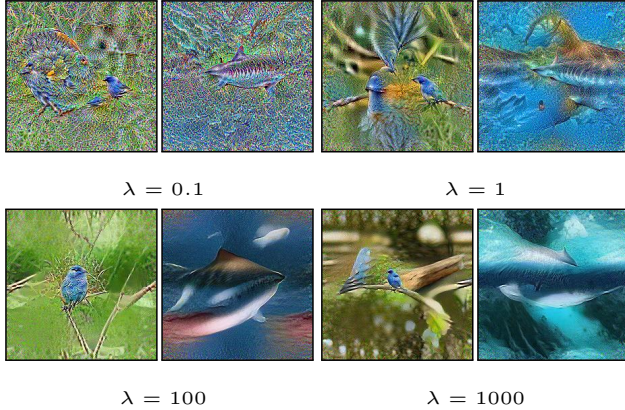 λ = 0.1
λ = 1
λ = 100
λ = 1000